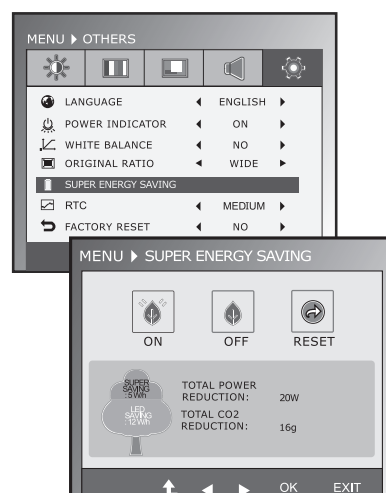 MENU ▶ OTHERS
LANGUAGE ◀ ENGLISH ▶
POWER INDICATOR ◀ ON ▶
WHITE BALANCE ◀ NO ▶
ORIGINAL RATIO ◀ WIDE ▶
SUPER ENERGY SAVING
RTC ◀ MEDIUM ▶
FACTORY RESET ◀ NO ▶
MENU ▶ SUPER ENERGY SAVING
ON OFF RESET
SUPER
SAVING
:5 Wh
LED
SAVING
:12 Wh
TOTAL POWER
REDUCTION: 20W
TOTAL CO2
REDUCTION: 16g
OK EXIT